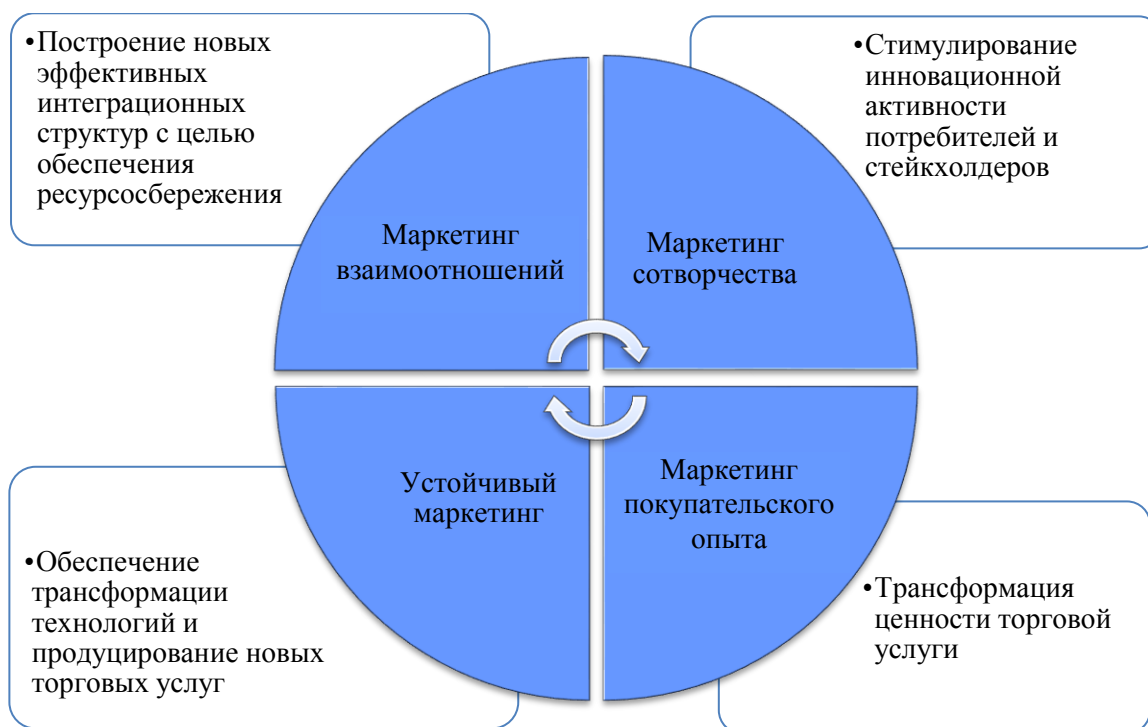 •Построение новых
эффективных
интеграционных
структур с целью
обеспечения
ресурсосбережения
•Стимулирование
инновационной
активности
потребителей и
стейкхолдеров
Маркетинг
взаимоотношений
Маркетинг
сотворчества
Устойчивый
маркетинг
Маркетинг
покупательского
опыта
•Обеспечение
трансформации
технологий и
продуцирование новых
торговых услуг
•Трансформация
ценности торговой
услуги